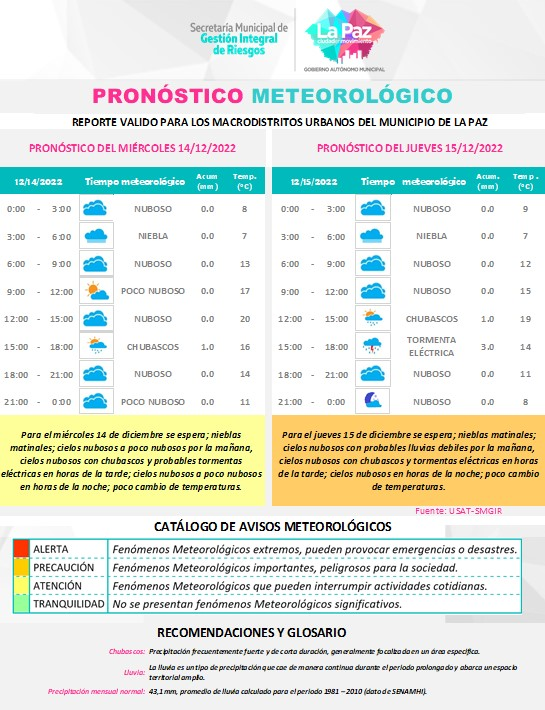 Secretaría Municipal de
Gestión Integral
de Riesgos
La Paz
ciudad en movimiento
GOBIERNO AUTÓNOMO MUNICIPAL
PRONÓSTICO METEOROLÓGICO
REPORTE VALIDO PARA LOS MACRODISTRITOS URBANOS DEL MUNICIPIO DE LA PAZ
PRONÓSTICO DEL MIÉRCOLES 14/12/2022
12/14/2022 Tiempo meteorológico Acum. (mm) Temp. (°C)
0:00 - 3:00 NUBOSO 0.0 8
3:00 - 6:00 NIEBLA 0.0 7
6:00 - 9:00 NUBOSO 0.0 13
9:00 - 12:00 POCO NUBOSO 0.0 17
12:00 - 15:00 NUBOSO 0.0 20
15:00 - 18:00 CHUBASCOS 1.0 16
18:00 - 21:00 NUBOSO 0.0 14
21:00 - 0:00 POCO NUBOSO 0.0 11
Para el miércoles 14 de diciembre se espera; nieblas
matinales; cielos nubosos a poco nubosos por la mañana,
cielos nubosos con chubascos y probables tormentas
eléctricas en horas de la tarde; cielos nubosos a poco nubosos
en horas de la noche; poco cambio de temperaturas.
PRONÓSTICO DEL JUEVES 15/12/2022
12/15/2022 Tiempo meteorológico Acum. (mm) Temp. (°C)
0:00 - 3:00 NUBOSO 0.0 9
3:00 - 6:00 NIEBLA 0.0 7
6:00 - 9:00 NUBOSO 0.0 12
9:00 - 12:00 NUBOSO 0.0 15
12:00 - 15:00 CHUBASCOS 1.0 19
15:00 - 18:00 TORMENTA ELÉCTRICA 3.0 14
18:00 - 21:00 NUBOSO 0.0 11
21:00 - 0:00 NUBOSO 0.0 8
Para el jueves 15 de diciembre se espera; nieblas matinales;
cielos nubosos con probables lluvias debiles por la mañana,
cielos nubosos con chubascos y tormentas eléctricas en horas
de la tarde; cielos nubosos en horas de la noche; poco cambio
de temperaturas.
Fuente: USAT-SMGIR
CATÁLOGO DE AVISOS METEOROLÓGICOS
ALERTA Fenómenos Meteorológicos extremos, pueden provocar emergencias o desastres.
PRECAUCIÓN Fenómenos Meteorológicos importantes, peligrosos para la sociedad.
ATENCIÓN Fenómenos Meteorológicos que pueden interrumpir actividades cotidianas.
TRANQUILIDAD No se presentan fenómenos Meteorológicos significativos.
RECOMENDACIONES Y GLOSARIO
Chubascos: Precipitación frecuentemente fuerte y de corta duración, generalmente focalizada en un área específica.
Lluvia: La lluvia es un tipo de precipitación que cae de manera continua durante el periodo prolongado y abarca un espacio
territorial amplio.
Precipitación mensual normal: 43,1 mm, promedio de lluvia calculado para el periodo 1981 – 2010 (dato de SENAMHI).